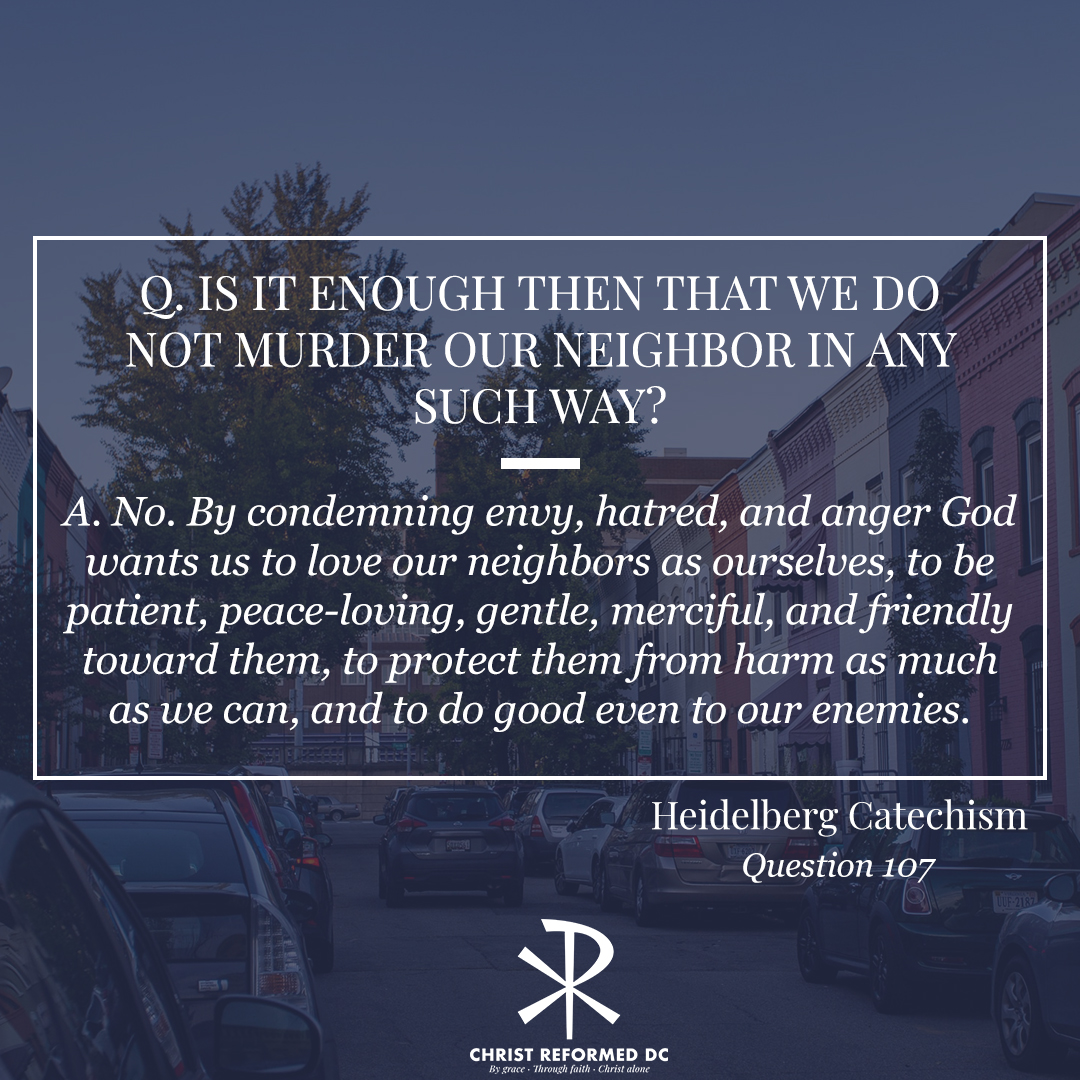 Q. IS IT ENOUGH THEN THAT WE DO
NOT MURDER OUR NEIGHBOR IN ANY
SUCH WAY?
A. No. By condemning envy, hatred, and anger God
wants us to love our neighbors as ourselves, to be
patient, peace-loving, gentle, merciful, and friendly
toward them, to protect them from harm as much
as we can, and to do good even to our enemies.
Heidelberg Catechism
Question 107
CHRIST REFORMED DC
By grace · Through faith · Christ alone